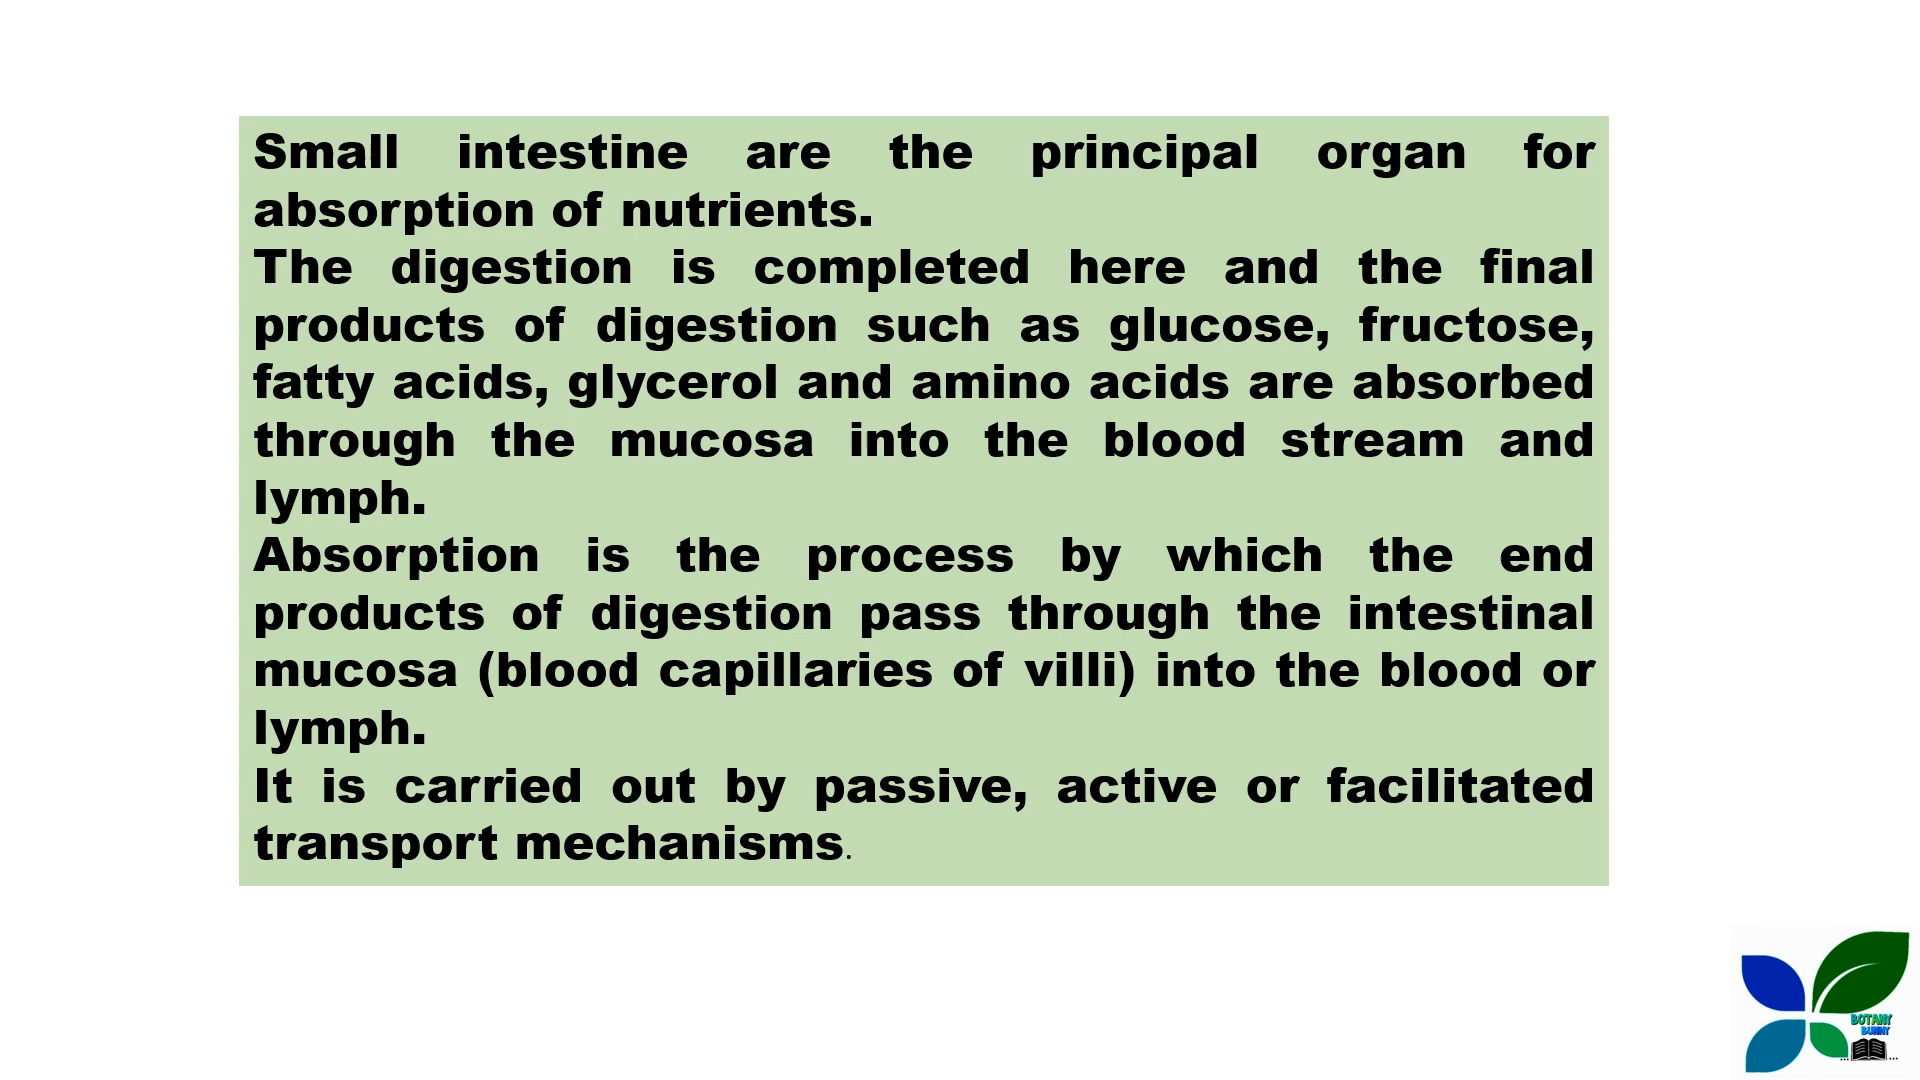 Small intestine are the principal organ for
absorption of nutrients.
The digestion is completed here and the final
products of digestion such as glucose, fructose,
fatty acids, glycerol and amino acids are absorbed
through the mucosa into the blood stream and
lymph.
Absorption is the process by which the end
products of digestion pass through the intestinal
mucosa (blood capillaries of villi) into the blood or
lymph.
It is carried out by passive, active or facilitated
transport mechanisms.
BOTANY
BUNNY